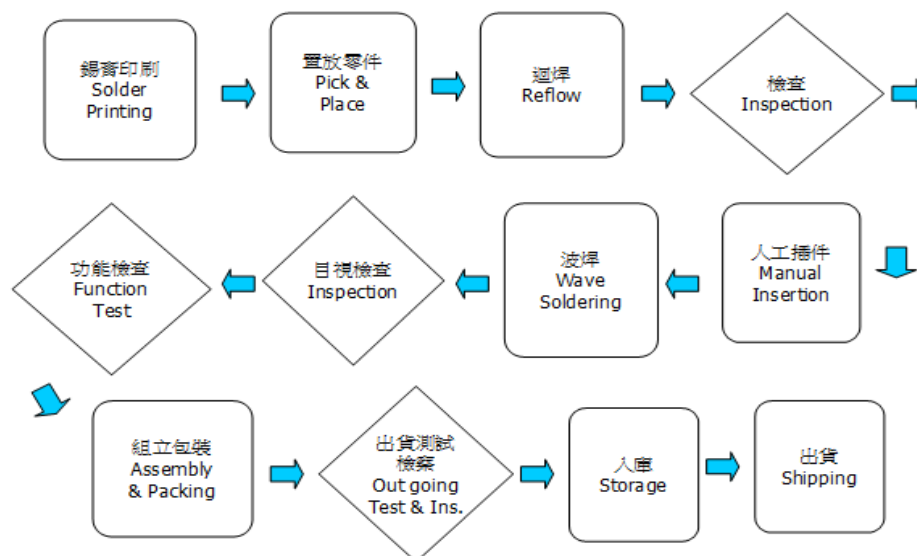 錫膏印刷
Solder
Printing
置放零件
Pick &
Place
迴焊
Reflow
檢查
Inspection
人工插件
Manual
Insertion
波焊
Wave
Soldering
目視檢查
Inspection
功能檢查
Function
Test
組立包裝
Assembly
& Packing
出貨測試
檢察
Out going
Test & Ins.
入庫
Storage
出貨
Shipping